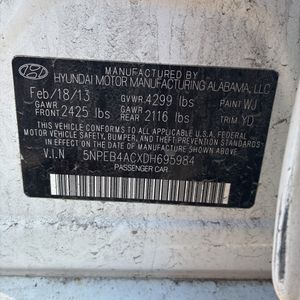 MANUFACTURED BY
HYUNDAI MOTOR MANUFACTURING ALABAMA, LLC
Feb/18/13 GVWR 4299 lbs PAINT WJ
GAWR FRONT 2425 lbs GAWR REAR 2116 lbs TRIM YD
THIS VEHICLE CONFORMS TO ALL APPLICABLE U.S. FEDERAL
MOTOR VEHICLE SAFETY, BUMPER, AND THEFT PREVENTION
STANDARDS IN EFFECT ON THE DATE OF MANUFACTURE
SHOWN ABOVE.
V.I.N 5NPEB4ACXDH695984
PASSENGER CAR